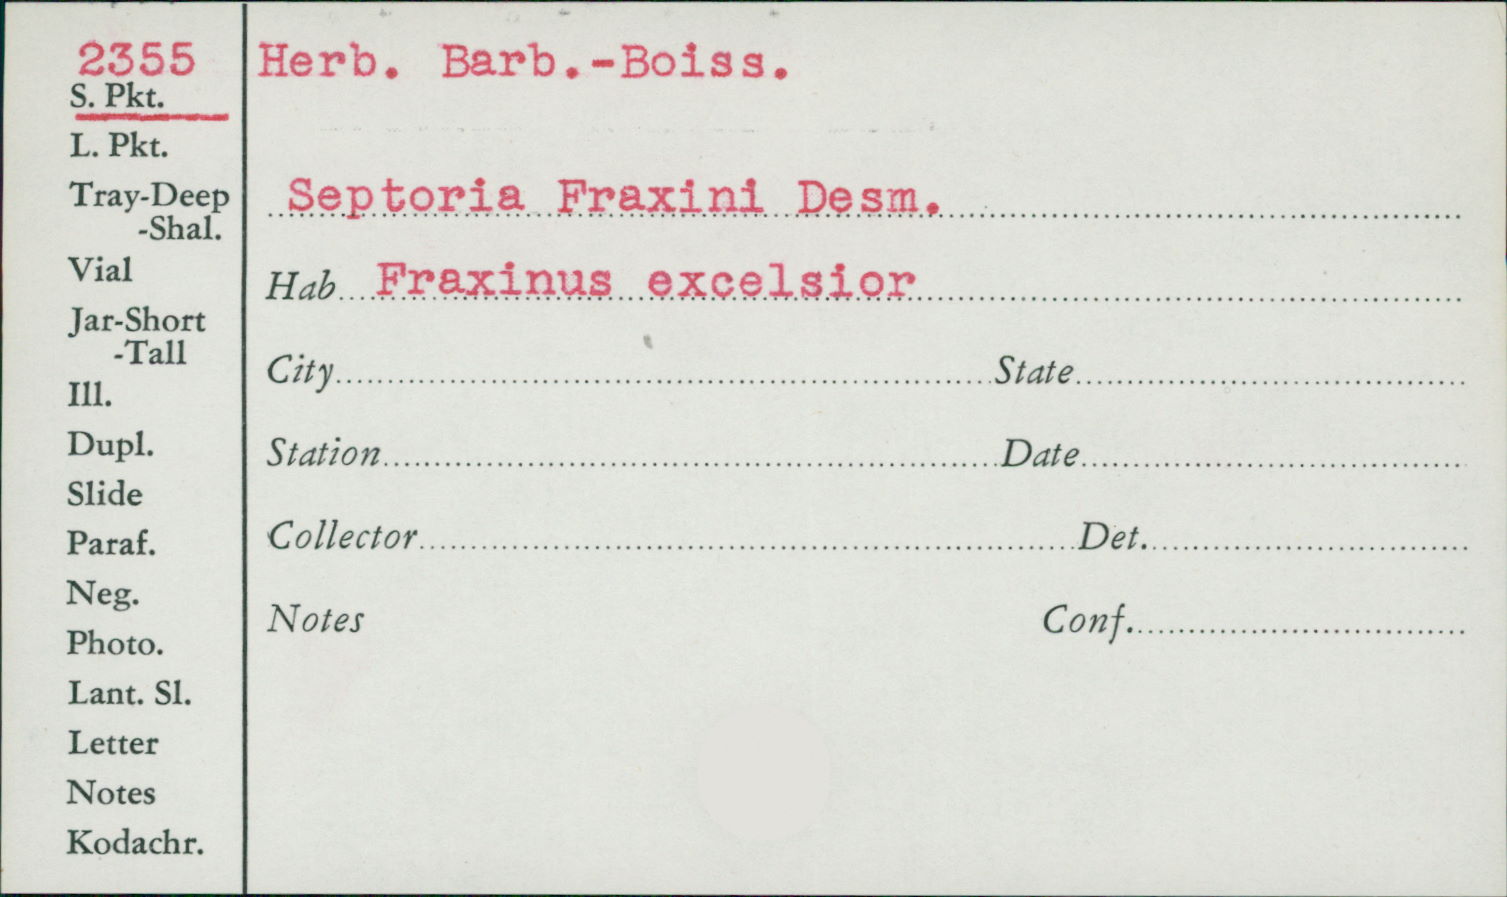 2355
S. Pkt.
L. Pkt.
Tray-Deep
-Shal.
Vial
Jar-Short
-Tall
Ill.
Dupl.
Slide
Paraf.
Neg.
Photo.
Lant. Sl.
Letter
Notes
Kodachr.
Herb. Barb.-Boiss.
Septoria Fraxini Desm.
Hab Fraxinus excelsior
City State
Station Date
Collector Det.
Notes Conf.